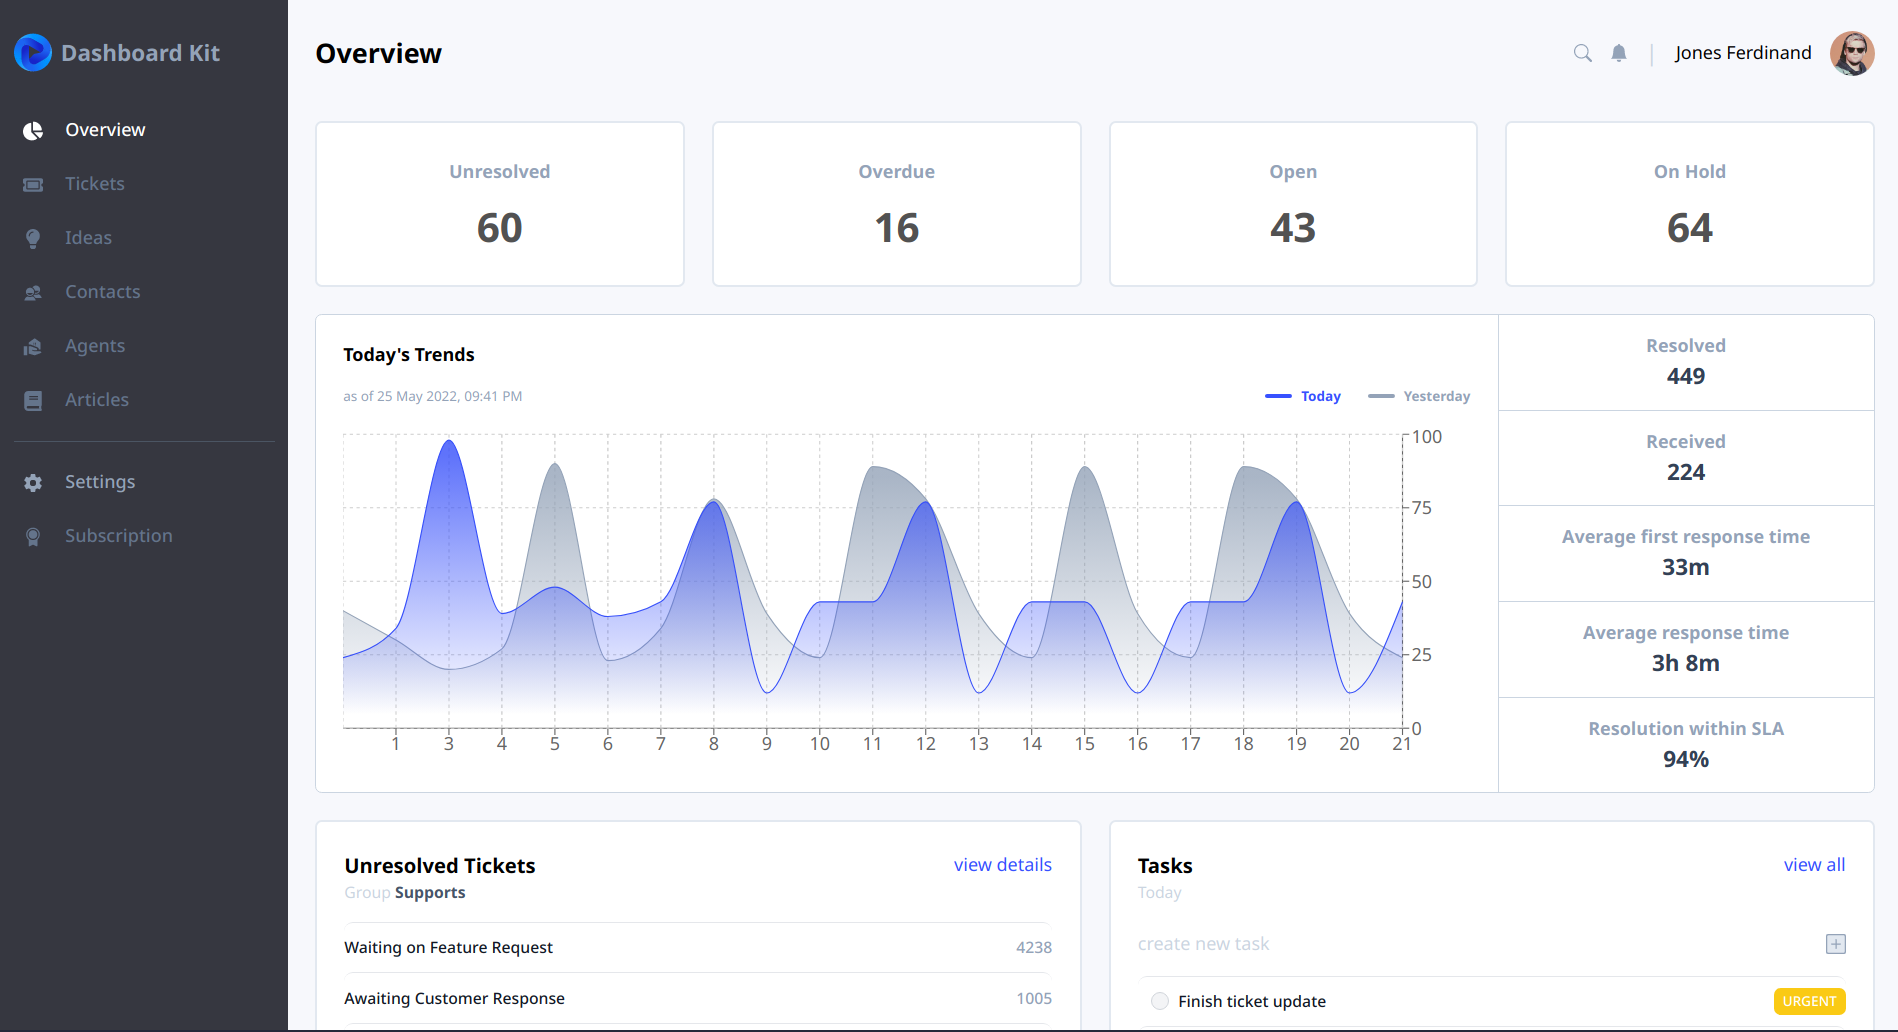 Dashboard Kit
Overview
Tickets
Ideas
Contacts
Agents
Articles
Settings
Subscription
Overview
Jones Ferdinand
Unresolved
60
Overdue
16
Open
43
On Hold
64
Today's Trends
as of 25 May 2022, 09:41 PM
Today
Yesterday
100
75
50
25
0
1 3 4 5 6 7 8 9 10 11 12 13 14 15 16 17 18 19 20 21
Resolved
449
Received
224
Average first response time
33m
Average response time
3h 8m
Resolution within SLA
94%
Unresolved Tickets
view details
Group Supports
Waiting on Feature Request
4238
Awaiting Customer Response
1005
Tasks
view all
Today
create new task
Finish ticket update
URGENT